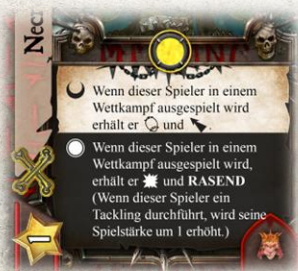 Necr
Wenn dieser Spieler in einem
Wettkampf ausgespielt wird
erhält er und .
Wenn dieser Spieler in einem
Wettkampf ausgespielt wird,
erhält er und RASEND
(Wenn dieser Spieler ein
Tackling durchführt, wird seine
Spielstärke um 1 erhöht.)
1